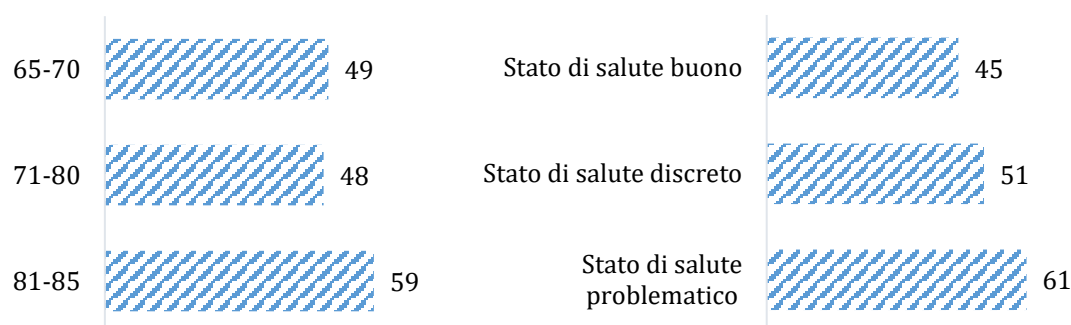 65-70 49
71-80 48
81-85 59
Stato di salute buono 45
Stato di salute discreto 51
Stato di salute
problematico 61